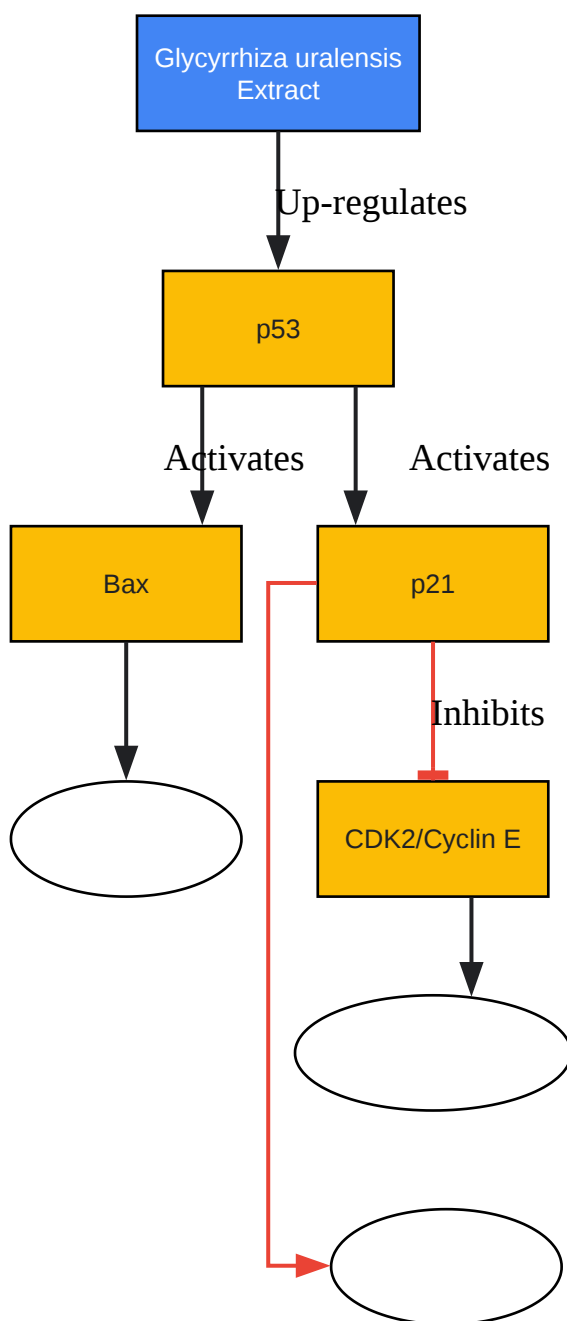 Glycyrrhiza uralensis
Extract
Up-regulates
p53
Activates
Activates
Bax
p21
Inhibits
CDK2/Cyclin E